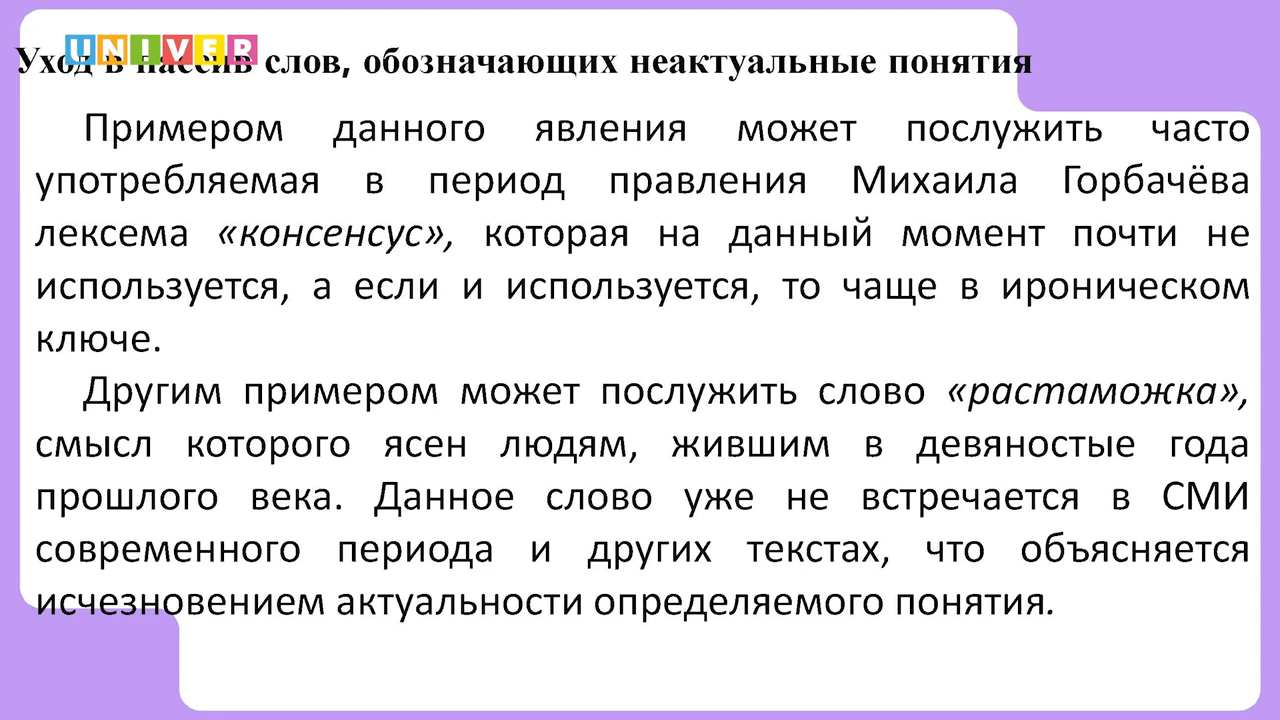 UNIVER
Уход в пассив слов, обозначающих неактуальные понятия
Примером данного явления может послужить часто
употребляемая в период правления Михаила Горбачёва
лексема «консенсус», которая на данный момент почти не
используется, а если и используется, то чаще в ироническом
ключе.
Другим примером может послужить слово «растаможка»,
смысл которого ясен людям, жившим в девяностые года
прошлого века. Данное слово уже не встречается в СМИ
современного периода и других текстах, что объясняется
исчезновением актуальности определяемого понятия.